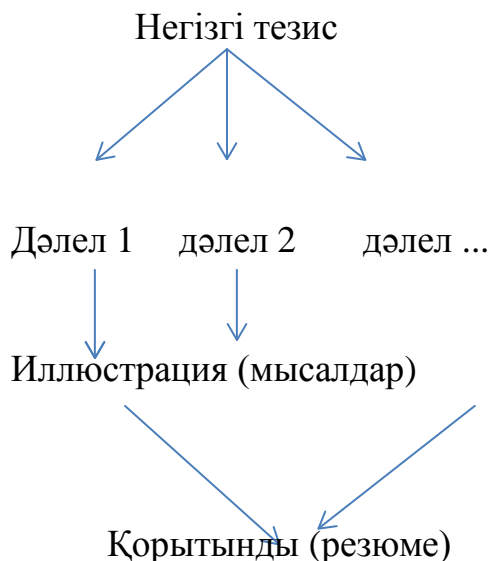 Негізгі тезис
Дәлел 1 дәлел 2 дәлел ...
Иллюстрация (мысалдар)
Қорытынды (резюме)